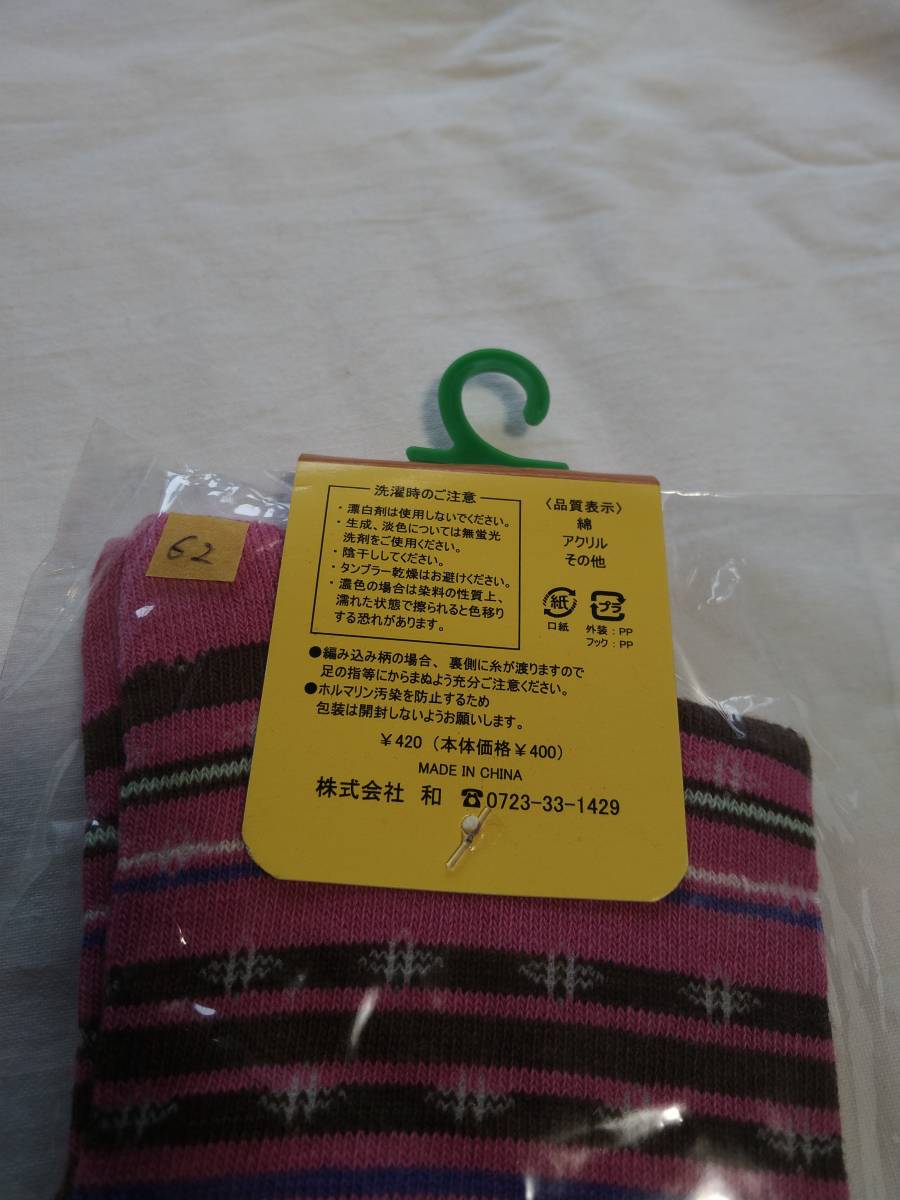 62
洗濯時のご注意
・漂白剤は使用しないでください。
・生成、淡色については無蛍光
洗剤をご使用ください。
・陰干ししてください。
・タンブラー乾燥はお避けください。
・濃色の場合は染料の性質上、
濡れた状態で擦られると色移り
する恐れがあります。
〈品質表示〉
綿
アクリル
その他
紙
口紙
プラ
外装：PP
フック：PP
●編み込み柄の場合、裏側に糸が渡りますので
足の指等にからまぬよう充分ご注意ください。
●ホルマリン汚染を防止するため
包装は開封しないようお願いします。
￥420（本体価格￥400）
MADE IN CHINA
株式会社 和 ☎0723-33-1429